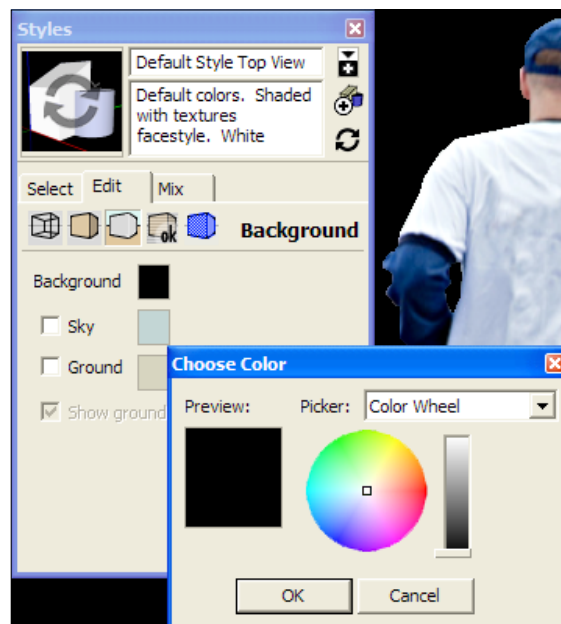 Styles
Default Style Top View
Default colors.  Shaded
with textures
facestyle.  White
Select
Edit
Mix
ok
Background
Background
Sky
Ground
Show ground
Choose Color
Preview:
Picker:
Color Wheel
OK
Cancel